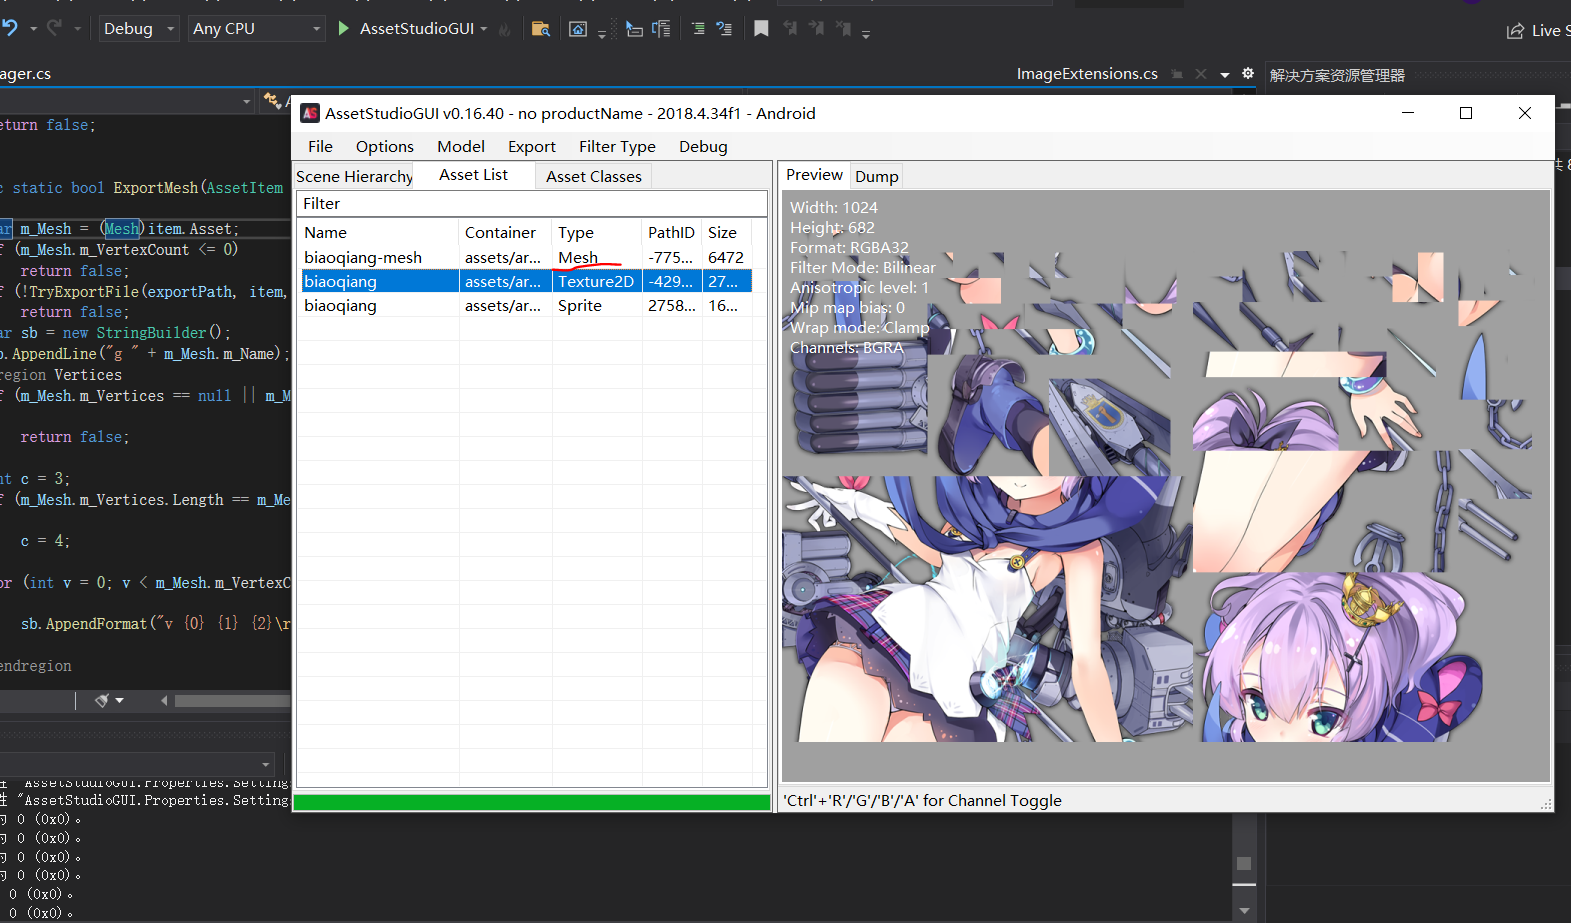 Debug
Any CPU
AssetStudioGUI
Live S
ager.cs
ImageExtensions.cs
解决方案资源管理器
AssetStudioGUI v0.16.40 - no productName - 2018.4.34f1 - Android
File Options Model Export Filter Type Debug
Scene Hierarchy Asset List Asset Classes
Filter
Name Container Type PathID Size
biaoqiang-mesh assets/ar... Mesh -775... 6472
biaoqiang assets/ar... Texture2D -429... 27...
biaoqiang assets/ar... Sprite 2758... 16...
Preview Dump
Width: 1024
Height: 682
Format: RGBA32
Filter Mode: Bilinear
Anisotropic level: 1
Mip map bias: 0
Wrap mode: Clamp
Channels: BGRA
'Ctrl'+'R'/'G'/'B'/'A' for Channel Toggle
eturn false;
c static bool ExportMesh(AssetItem
ar m_Mesh = (Mesh)item.Asset;
f (m_Mesh.m_VertexCount <= 0)
return false;
f (!TryExportFile(exportPath, item,
return false;
ar sb = new StringBuilder();
b.AppendLine("g " + m_Mesh.m_Name);
region Vertices
f (m_Mesh.m_Vertices == null || m_M
return false;
nt c = 3;
f (m_Mesh.m_Vertices.Length == m_Me
c = 4;
or (int v = 0; v < m_Mesh.m_VertexC
sb.AppendFormat("v {0} {1} {2}\r
endregion
性 "AssetStudioGUI.Properties.Setting
性 "AssetStudioGUI.Properties.Setting
为 0 (0x0)。
为 0 (0x0)。
为 0 (0x0)。
为 0 (0x0)。
0 (0x0)。
0 (0x0)。